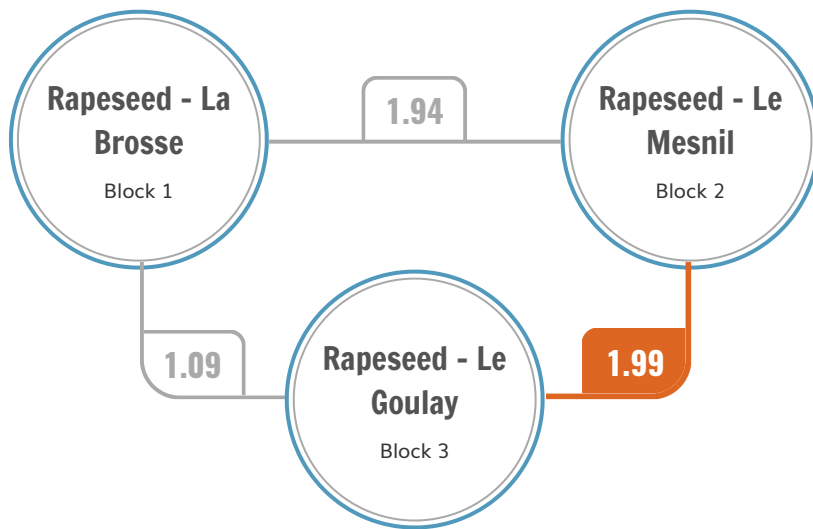 Rapeseed - La
Brosse
Block 1
1.94
Rapeseed - Le
Mesnil
Block 2
1.09
Rapeseed - Le
Goulay
Block 3
1.99